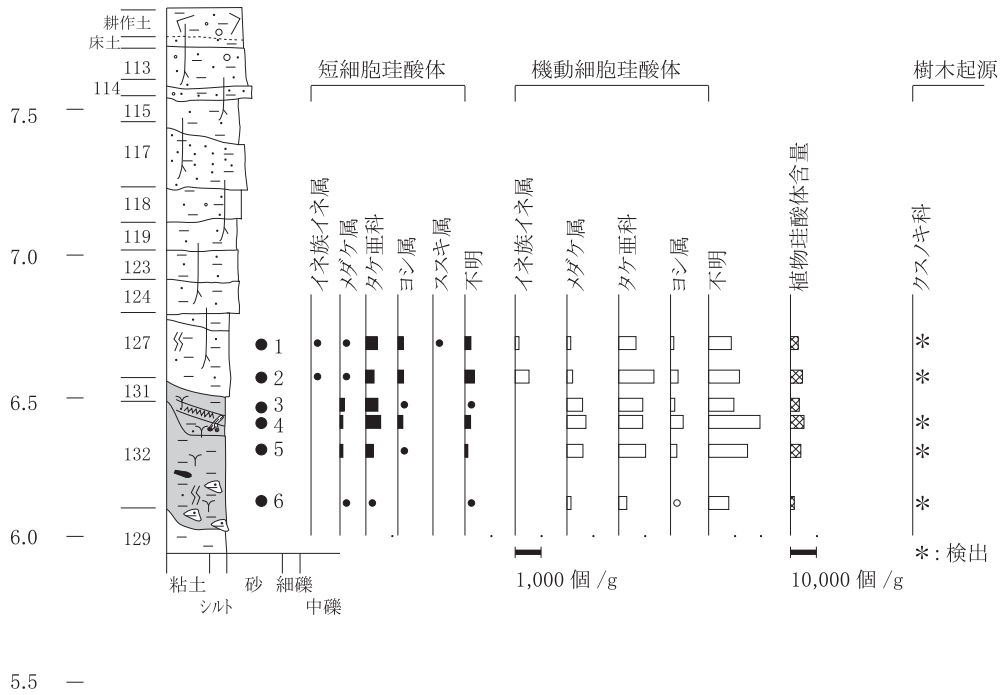 耕作土
床土
113
114
115
117
118
119
123
124
127
131
132
129
7.5
7.0
6.5
6.0
5.5
粘土
シルト
砂
細礫
中礫
1
2
3
4
5
6
短細胞珪酸体
イネ族イネ属
メダケ属
タケ亜科
ヨシ属
ススキ属
不明
機動細胞珪酸体
イネ族イネ属
メダケ属
タケ亜科
ヨシ属
不明
植物珪酸体含量
樹木起源
クスノキ科
1,000 個 /g
10,000 個 /g
*: 検出